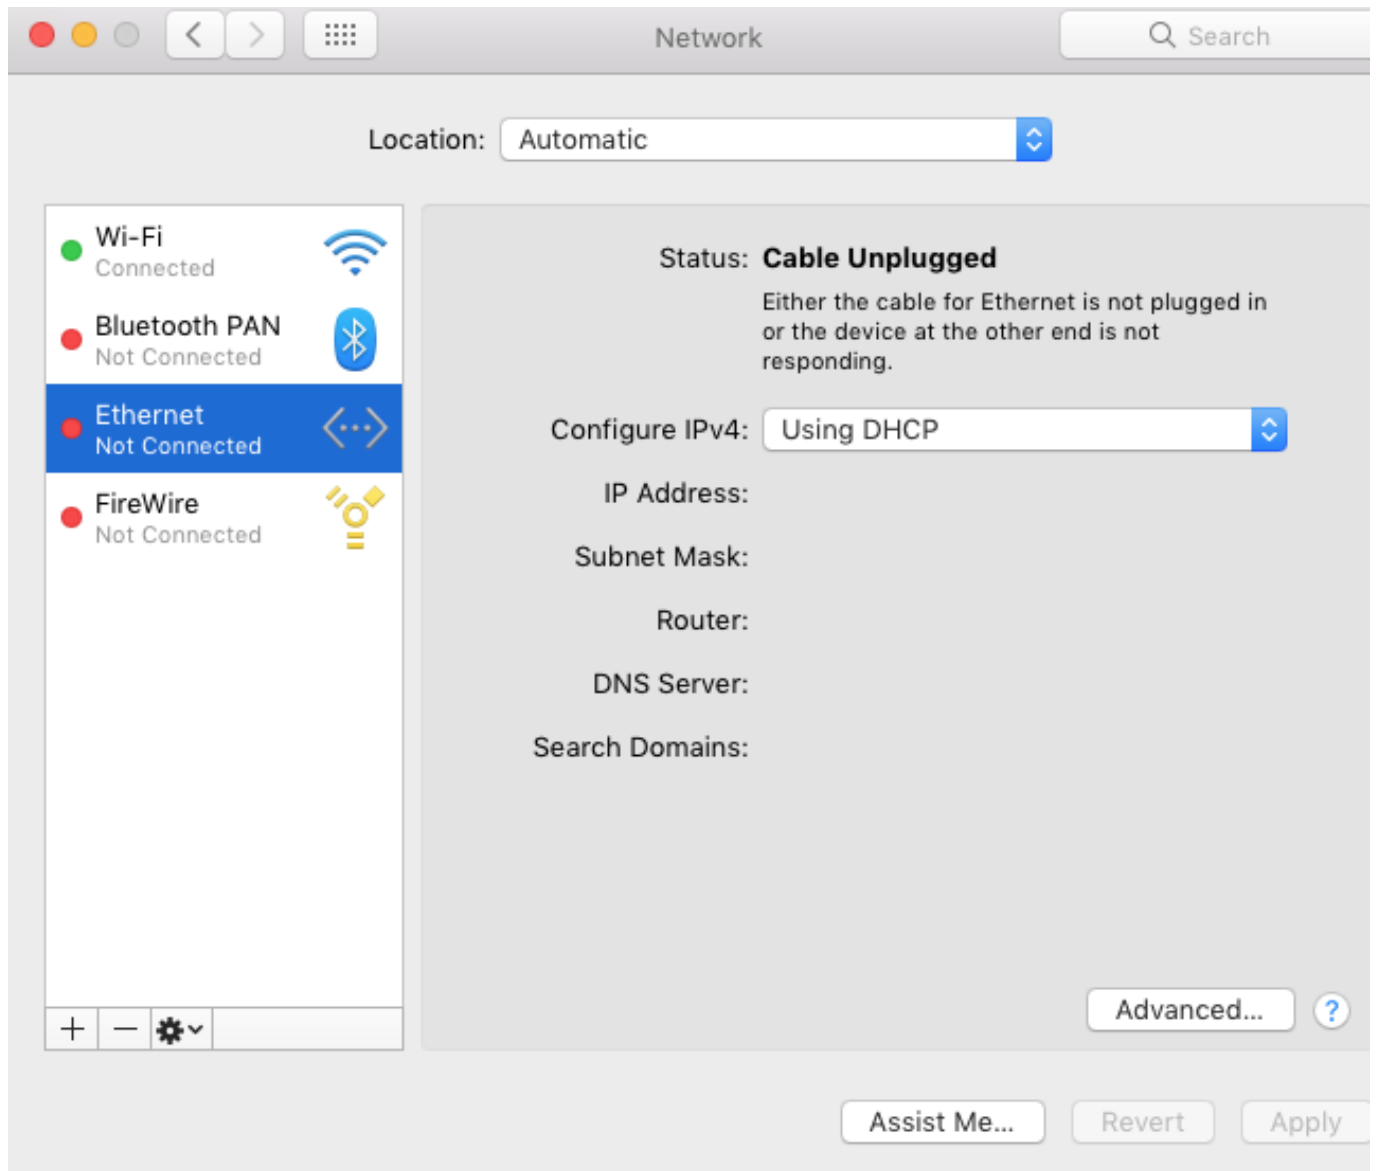 Network
Search
Location: Automatic
Wi-Fi
Connected
Bluetooth PAN
Not Connected
Ethernet
Not Connected
FireWire
Not Connected
Status: Cable Unplugged
Either the cable for Ethernet is not plugged in
or the device at the other end is not
responding.
Configure IPv4: Using DHCP
IP Address:
Subnet Mask:
Router:
DNS Server:
Search Domains:
Advanced... ?
Assist Me... Revert Apply